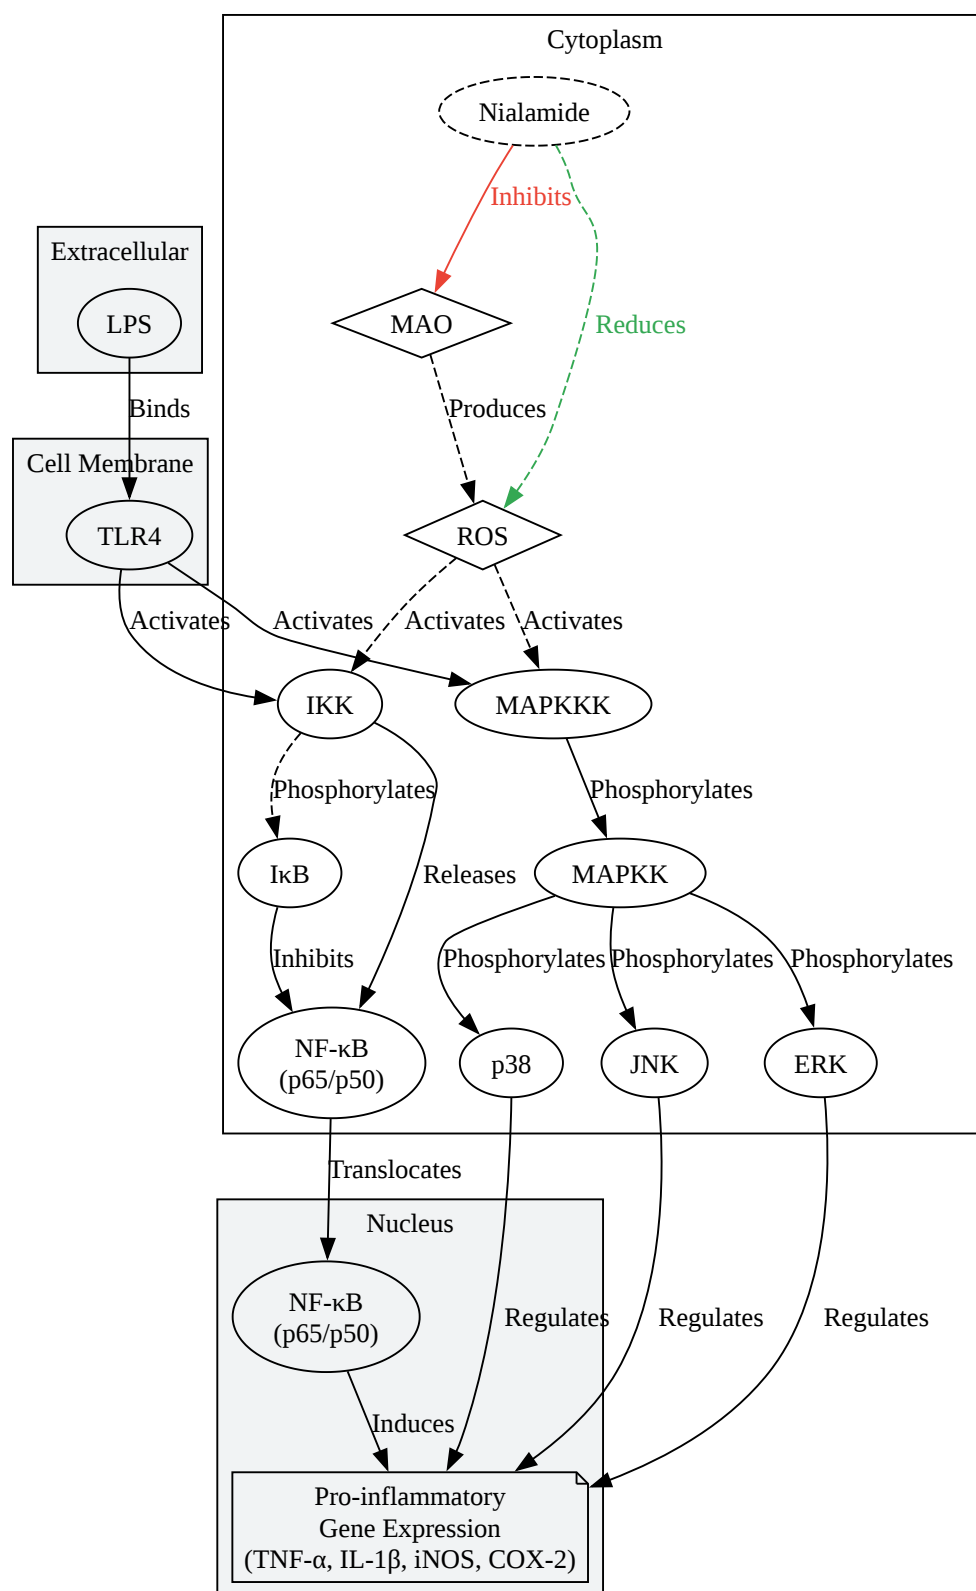 Cytoplasm
Nialamide
Inhibits
Extracellular
LPS
MAO
Reduces
Binds
Produces
Cell Membrane
TLR4
ROS
Activates
Activates
Activates
Activates
IKK
MAPKKK
Phosphorylates
Phosphorylates
IκB
Releases
MAPKK
Inhibits
Phosphorylates
Phosphorylates
Phosphorylates
NF-κB
(p65/p50)
p38
JNK
ERK
Translocates
Nucleus
NF-κB
(p65/p50)
Regulates
Regulates
Regulates
Induces
Pro-inflammatory
Gene Expression
(TNF-α, IL-1β, iNOS, COX-2)